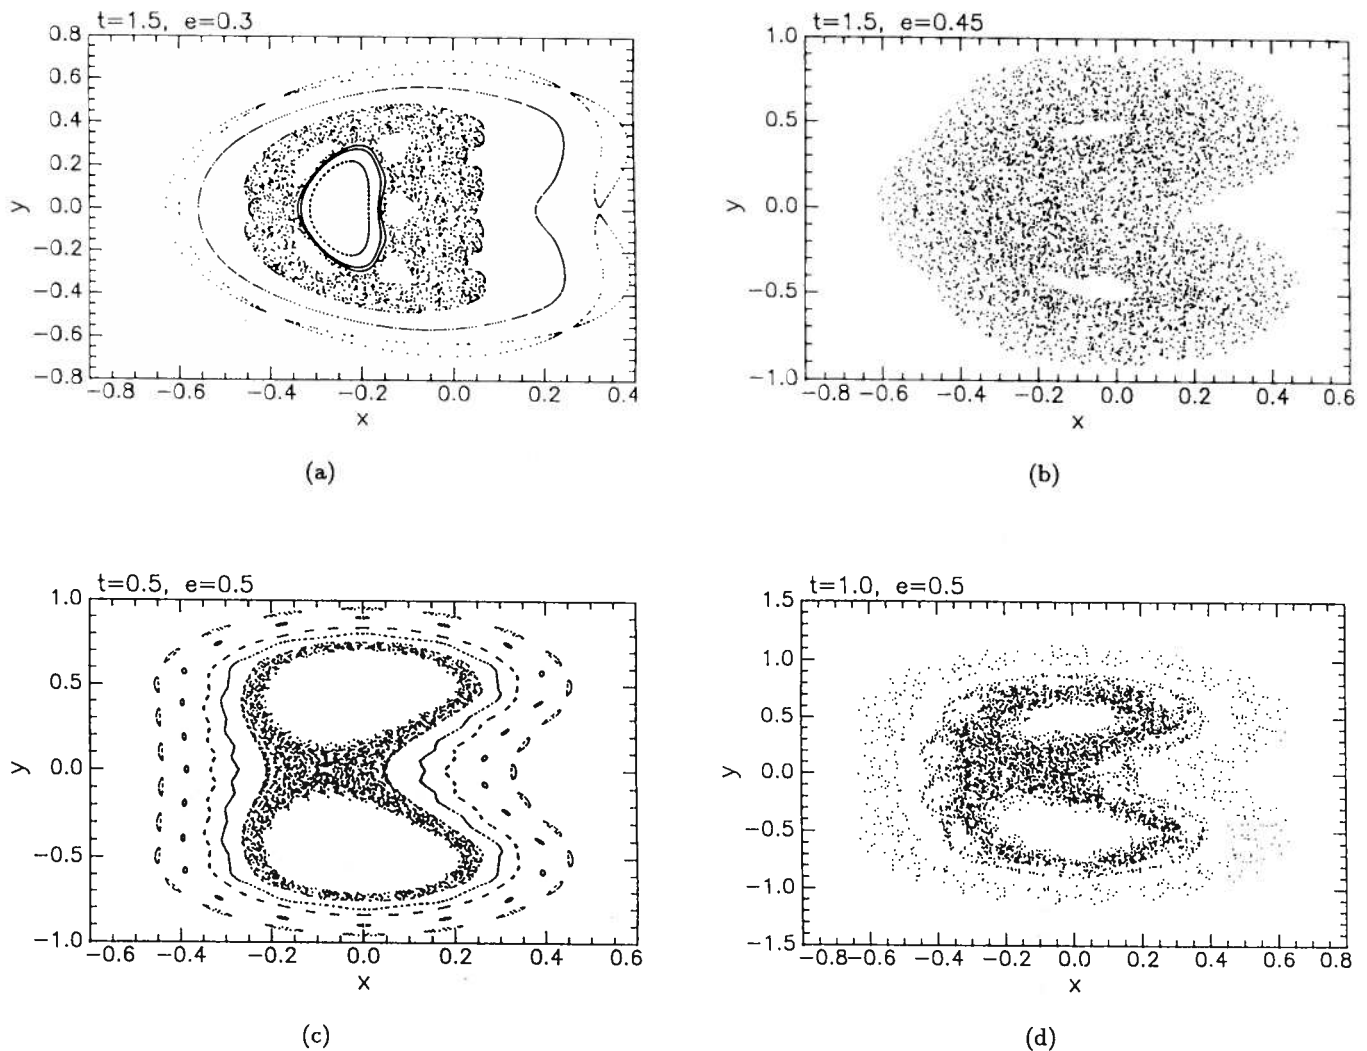 t=1.5, e=0.3
0.8
0.6
0.4
0.2
0.0
−0.2
−0.4
−0.6
−0.8
y
−0.6 −0.4 −0.2 0.0 0.2 0.4
x
(a)
t=1.5, e=0.45
1.0
0.5
0.0
−0.5
−1.0
y
−0.8 −0.6 −0.4 −0.2 0.0 0.2 0.4 0.6
x
(b)
t=0.5, e=0.5
1.0
0.5
0.0
−0.5
−1.0
y
−0.6 −0.4 −0.2 0.0 0.2 0.4 0.6
x
(c)
t=1.0, e=0.5
1.5
1.0
0.5
0.0
−0.5
−1.0
−1.5
y
−0.8 −0.6 −0.4 −0.2 0.0 0.2 0.4 0.6 0.8
x
(d)